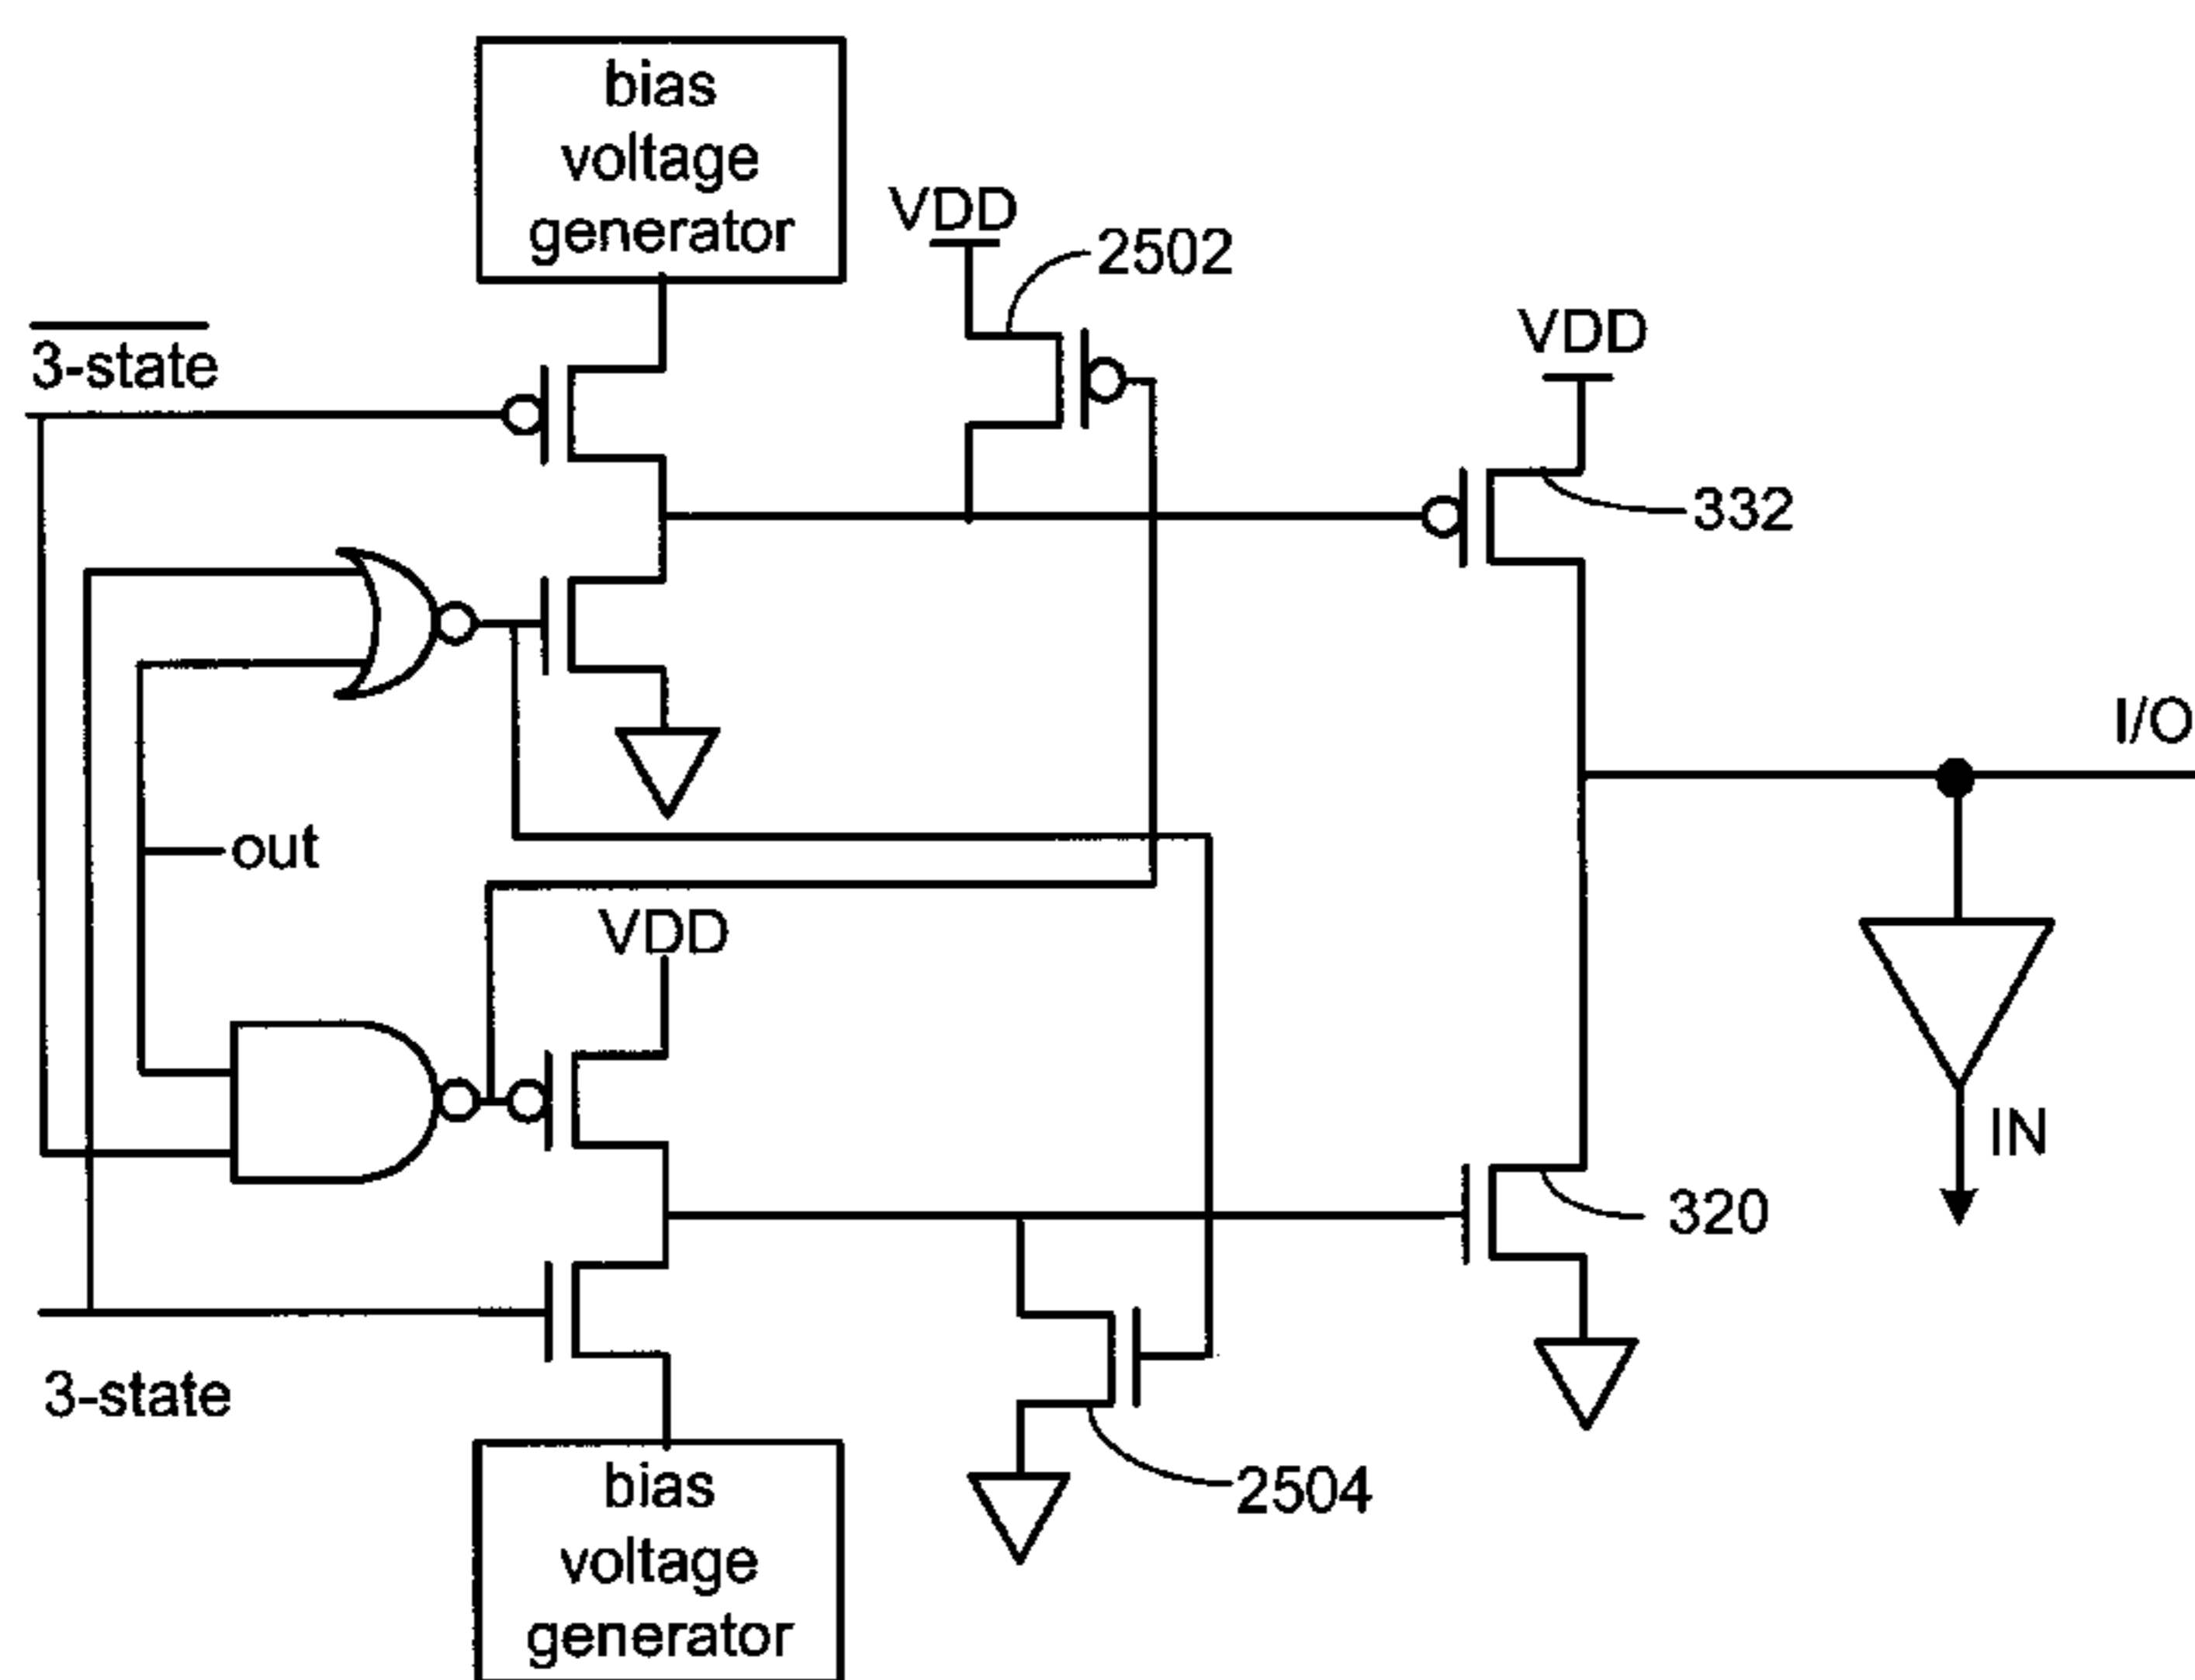 bias
voltage
generator
VDD
2502
VDD
3-state
332
I/O
out
VDD
IN
320
3-state
2504
bias
voltage
generator